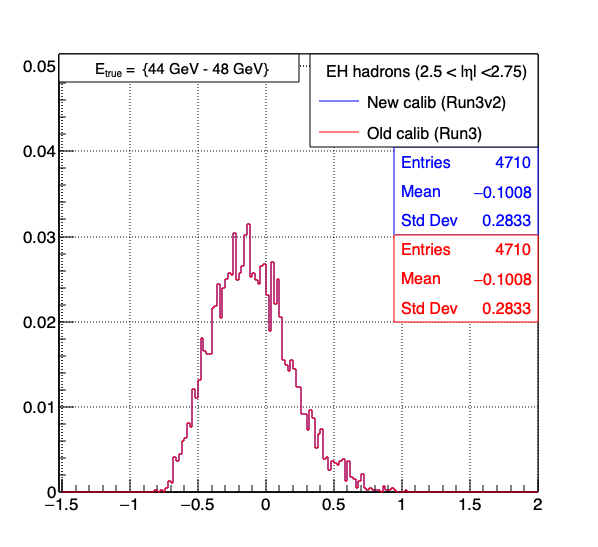 E_true = {44 GeV - 48 GeV}
EH hadrons (2.5 < |η| <2.75)
New calib (Run3v2)
Old calib (Run3)
Entries 4710
Mean −0.1008
Std Dev 0.2833
Entries 4710
Mean −0.1008
Std Dev 0.2833
0.05
0.04
0.03
0.02
0.01
0
−1.5 −1 −0.5 0 0.5 1 1.5 2